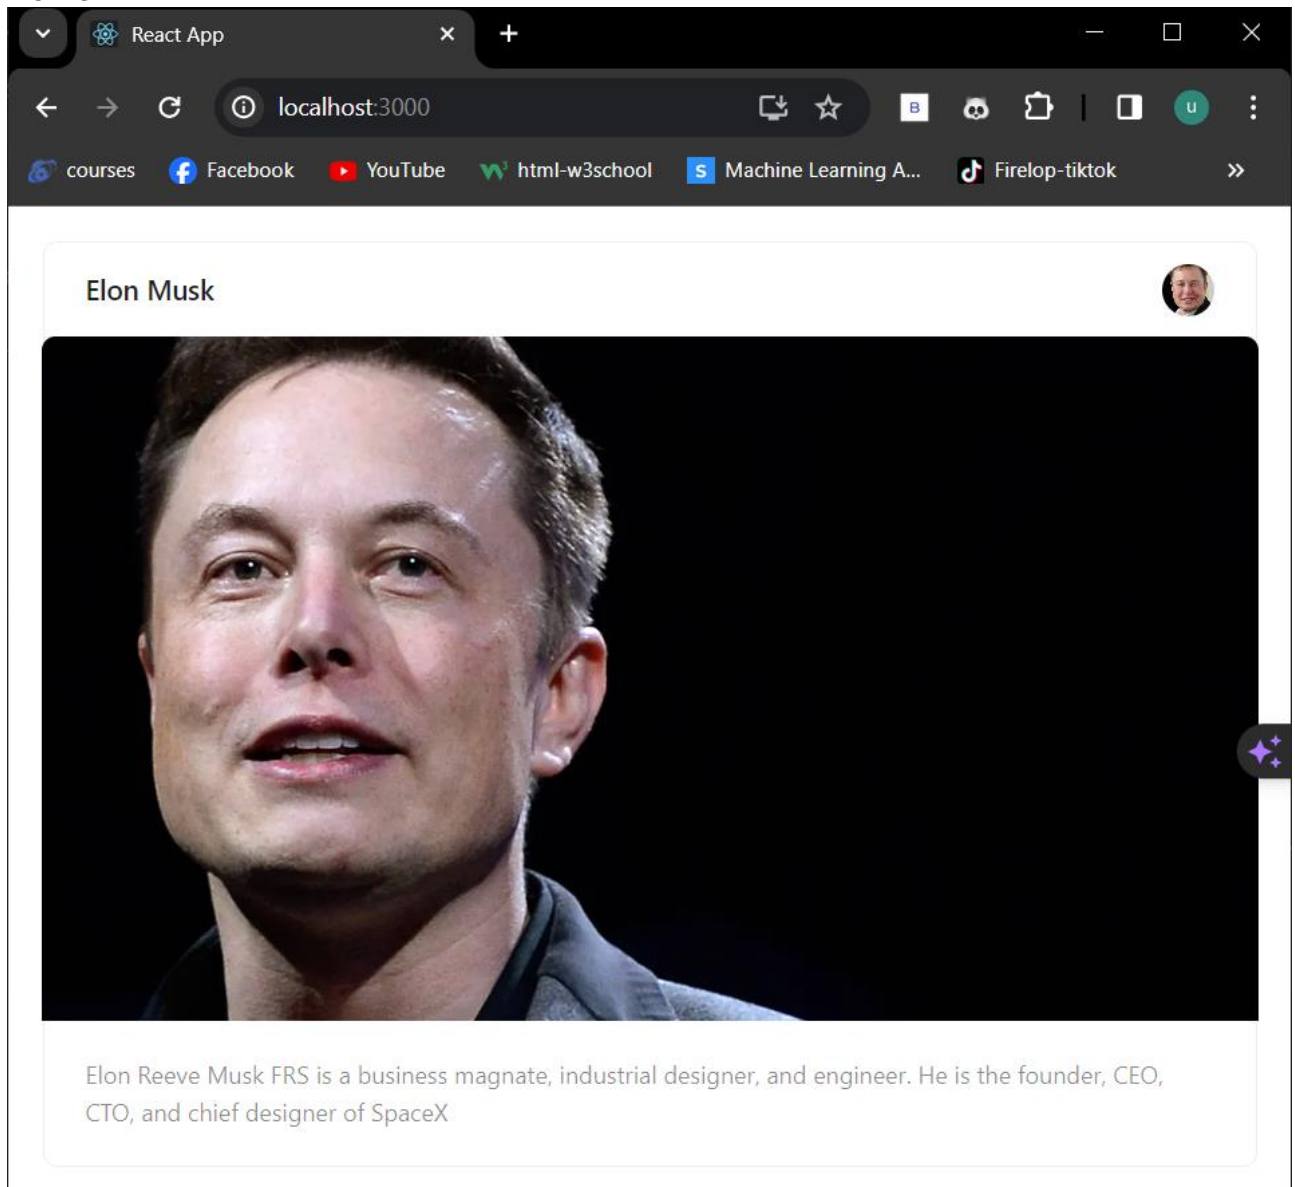 React App
localhost:3000
B
u
courses
Facebook
YouTube
html-w3school
S
Machine Learning A...
Firelop-tiktok
Elon Musk
Elon Reeve Musk FRS is a business magnate, industrial designer, and engineer. He is the founder, CEO,
CTO, and chief designer of SpaceX